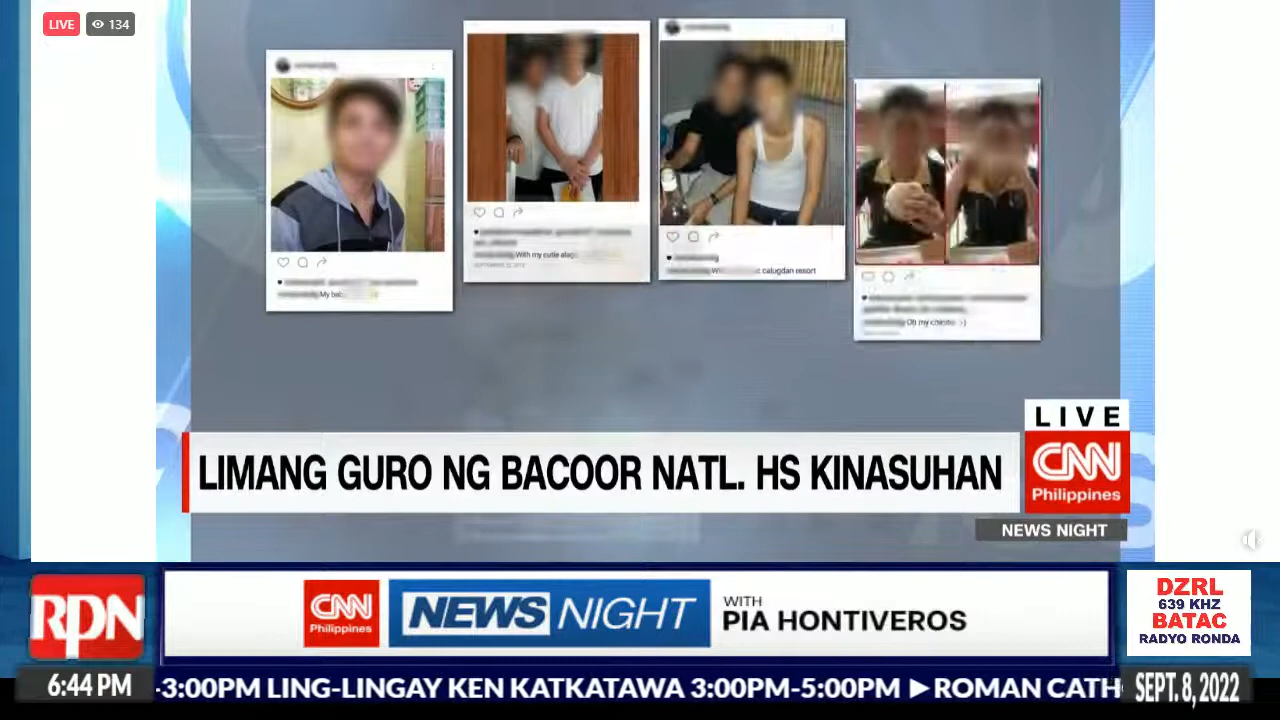 LIVE
134
With my cutie alaga
calugdan resort
Oh my
:-)
LIVE
CNN
Philippines
LIMANG GURO NG BACOOR NATL. HS KINASUHAN
NEWS NIGHT
RPN
CNN
Philippines
NEWS NIGHT
WITH
PIA HONTIVEROS
DZRL
639 KHZ
BATAC
RADYO RONDA
6:44 PM
-3:00PM LING-LINGAY KEN KATKATAWA 3:00PM-5:00PM ►ROMAN CATH
SEPT. 8, 2022